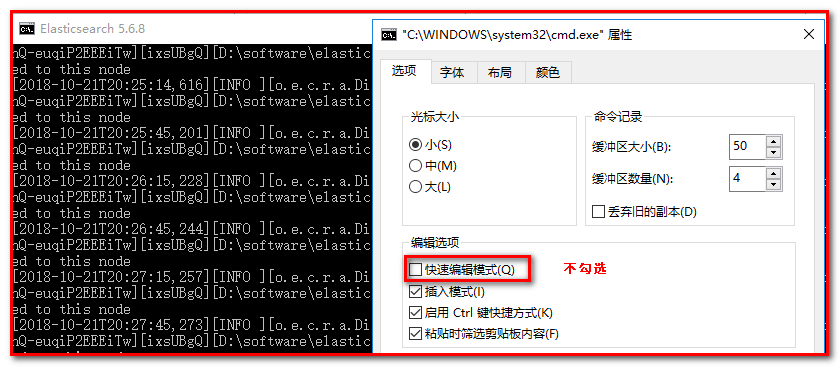 Elasticsearch 5.6.8
nQ-euqiP2EEEiTw][ixsUBgQ][D:\software\elastic
ed to this node
[2018-10-21T20:25:14,616][INFO ][o.e.c.r.a.Di
nQ-euqiP2EEEiTw][ixsUBgQ][D:\software\elastic
ed to this node
[2018-10-21T20:25:45,201][INFO ][o.e.c.r.a.Di
nQ-euqiP2EEEiTw][ixsUBgQ][D:\software\elastic
ed to this node
[2018-10-21T20:26:15,228][INFO ][o.e.c.r.a.Di
nQ-euqiP2EEEiTw][ixsUBgQ][D:\software\elastic
ed to this node
[2018-10-21T20:26:45,244][INFO ][o.e.c.r.a.Di
nQ-euqiP2EEEiTw][ixsUBgQ][D:\software\elastic
ed to this node
[2018-10-21T20:27:15,257][INFO ][o.e.c.r.a.Di
nQ-euqiP2EEEiTw][ixsUBgQ][D:\software\elastic
ed to this node
[2018-10-21T20:27:45,273][INFO ][o.e.c.r.a.Di
nQ-euqiP2EEEiTw][ixsUBgQ][D:\software\elastic
"C:\WINDOWS\system32\cmd.exe" 属性
选项 字体 布局 颜色
光标大小
小(S)
中(M)
大(L)
命令记录
缓冲区大小(B): 50
缓冲区数量(N): 4
丢弃旧的副本(D)
编辑选项
快速编辑模式(Q) 不勾选
插入模式(I)
启用 Ctrl 键快捷方式(K)
粘贴时筛选剪贴板内容(F)